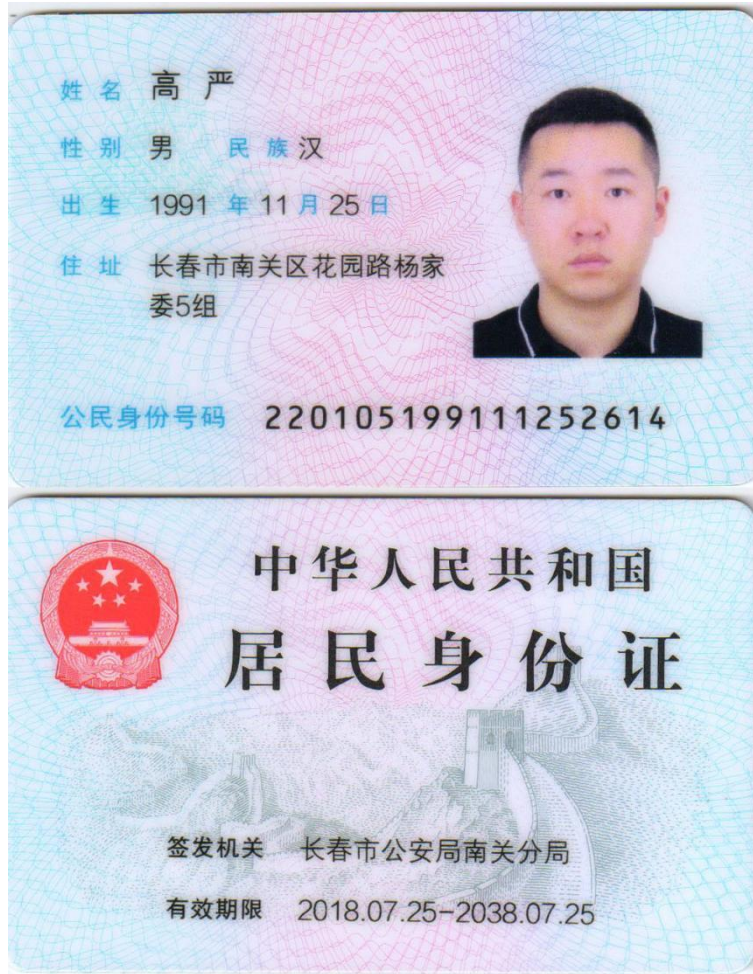 姓名 高严
性别 男 民族 汉
出生 1991 年 11 月 25 日
住址 长春市南关区花园路杨家
委5组
公民身份号码 220105199111252614
中华人民共和国
居民身份证
签发机关 长春市公安局南关分局
有效期限 2018.07.25-2038.07.25